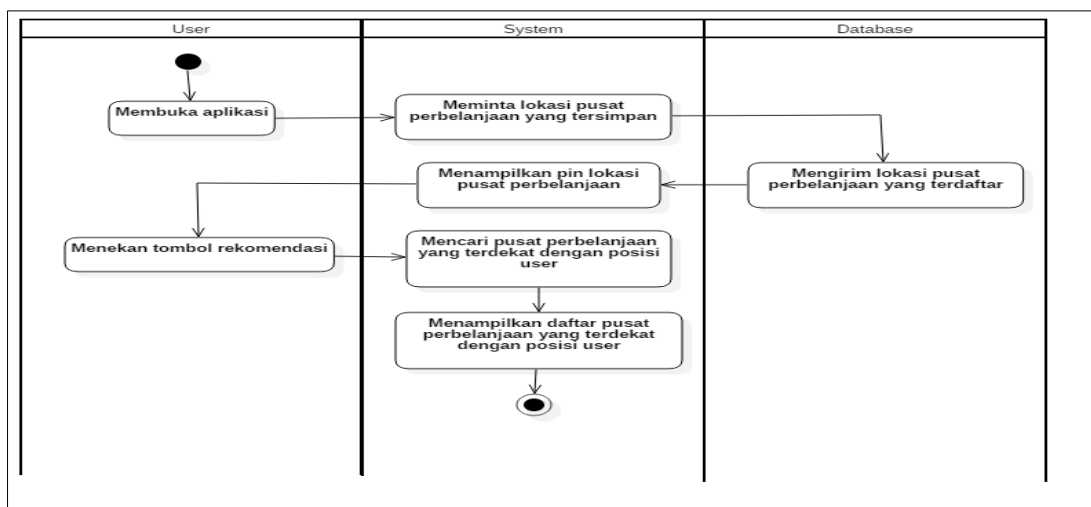 User
System
Database
Membuka aplikasi
Meminta lokasi pusat
perbelanjaan yang tersimpan
Mengirim lokasi pusat
perbelanjaan yang terdaftar
Menampilkan pin lokasi
pusat perbelanjaan
Menekan tombol rekomendasi
Mencari pusat perbelanjaan
yang terdekat dengan posisi
user
Menampilkan daftar pusat
perbelanjaan yang terdekat
dengan posisi user